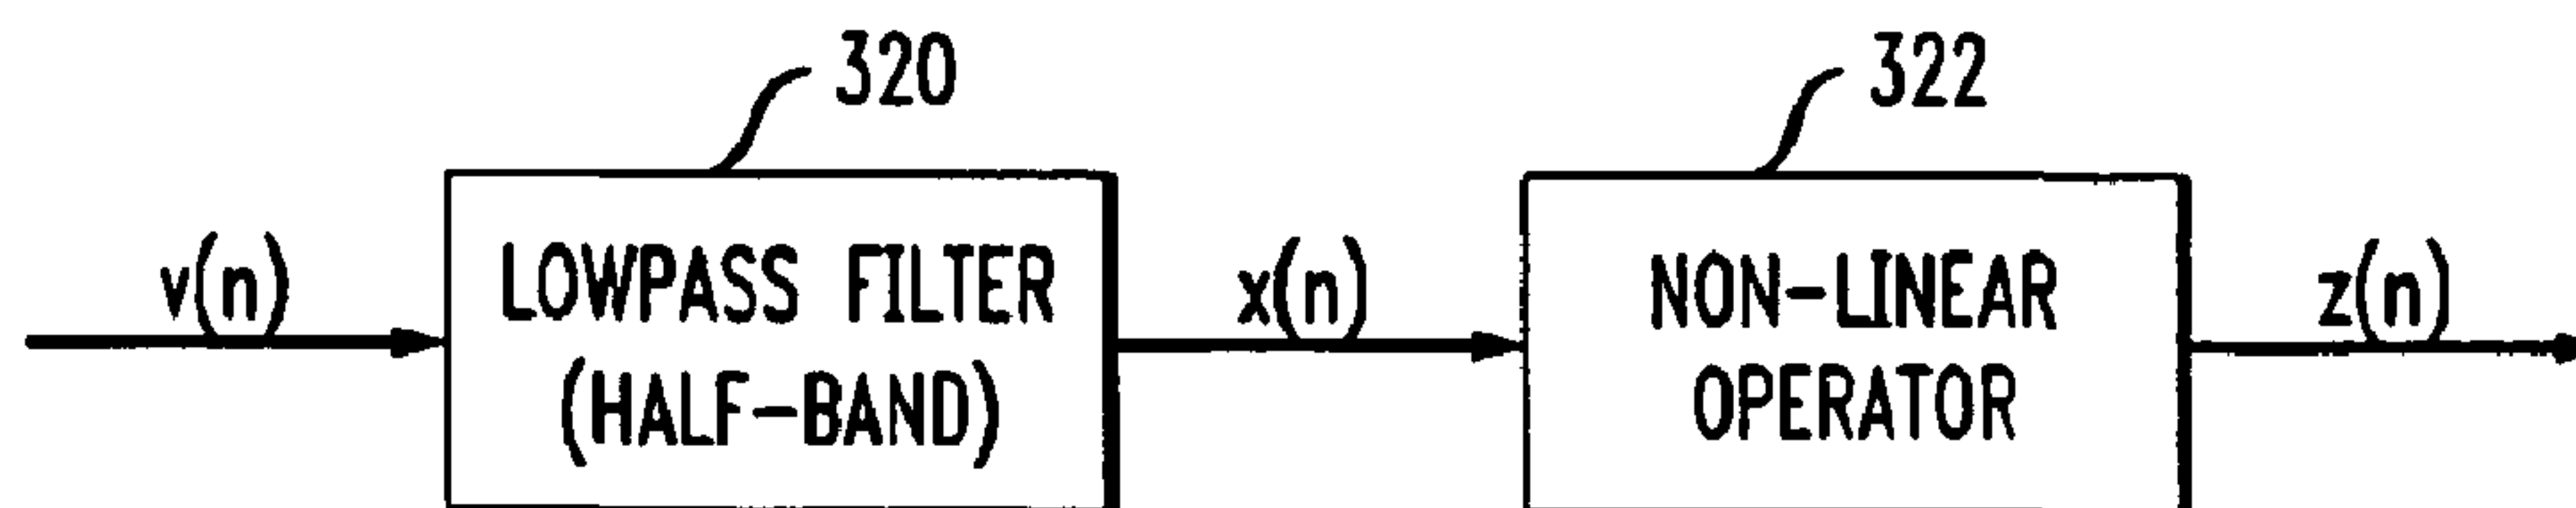 320
322
v(n)
LOWPASS FILTER
(HALF-BAND)
x(n)
NON-LINEAR
OPERATOR
z(n)